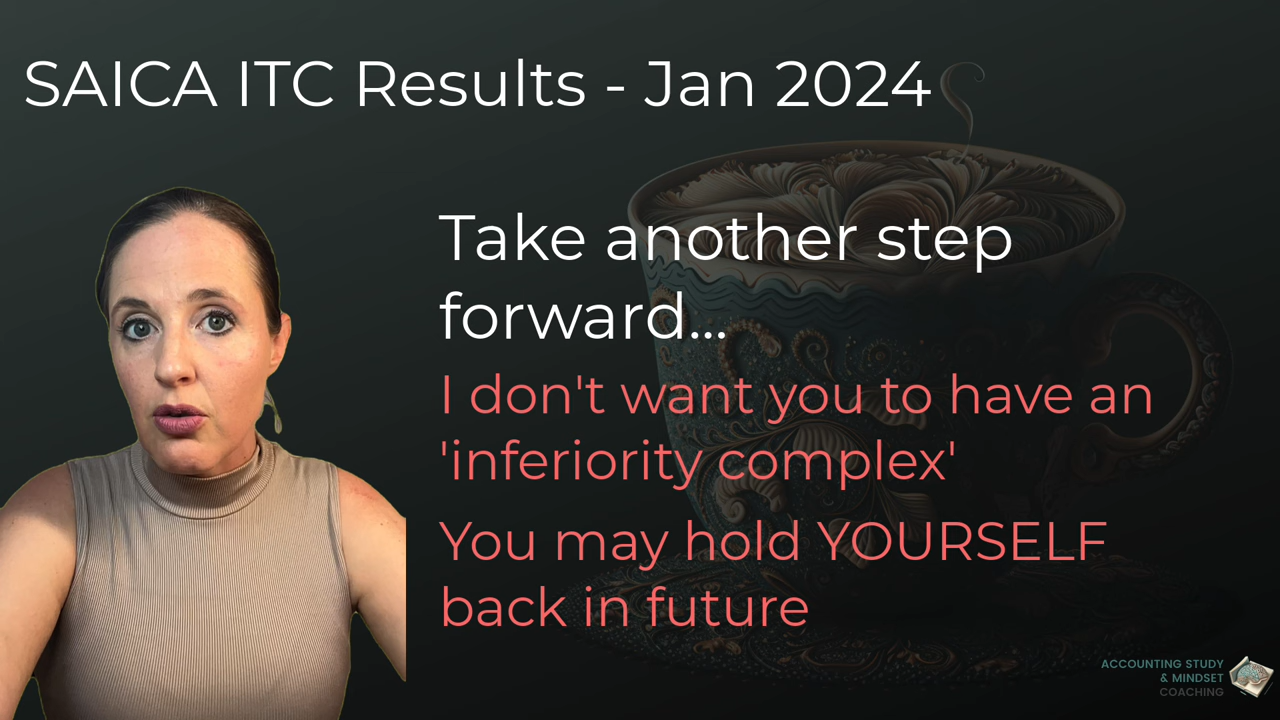 SAICA ITC Results - Jan 2024
Take another step
forward...
I don't want you to have an
'inferiority complex'
You may hold YOURSELF
back in future
ACCOUNTING STUDY
& MINDSET
COACHING